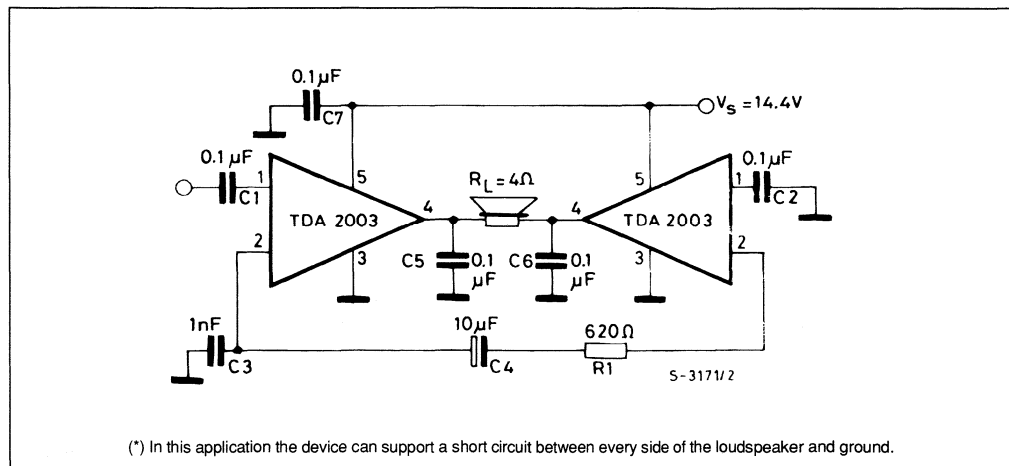 0.1µF
C7
Vs = 14.4V
0.1µF
C1
1
5
TDA 2003
4
2
3
RL = 4Ω
4
5
1
TDA 2003
2
3
0.1µF
C2
C5
0.1
µF
C6
0.1
µF
1nF
C3
10µF
C4
620Ω
R1
S-3171/2
(*) In this application the device can support a short circuit between every side of the loudspeaker and ground.